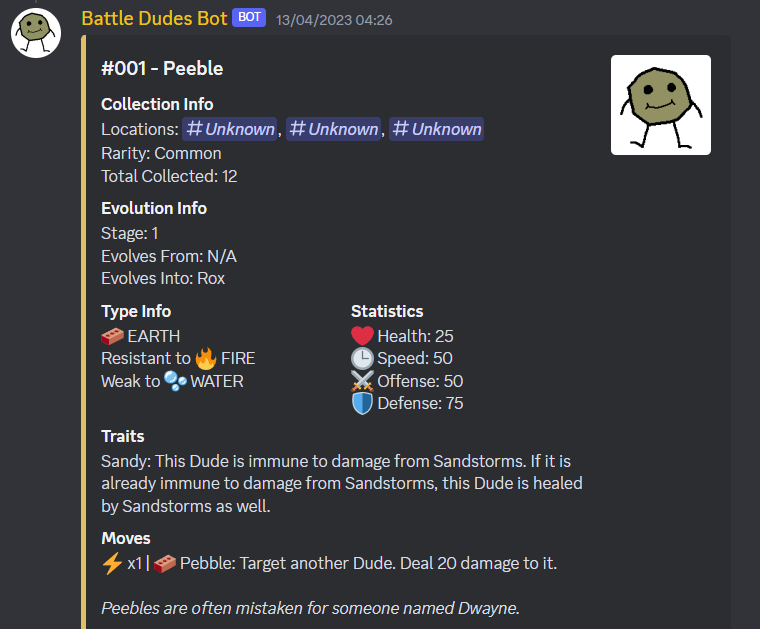 Battle Dudes Bot BOT 13/04/2023 04:26
#001 - Peeble
Collection Info
Locations: # Unknown, # Unknown, # Unknown
Rarity: Common
Total Collected: 12
Evolution Info
Stage: 1
Evolves From: N/A
Evolves Into: Rox
Type Info
EARTH
Resistant to 🔥 FIRE
Weak to 🫧 WATER
Statistics
Health: 25
Speed: 50
Offense: 50
Defense: 75
Traits
Sandy: This Dude is immune to damage from Sandstorms. If it is
already immune to damage from Sandstorms, this Dude is healed
by Sandstorms as well.
Moves
⚡ x1 | 🧱 Pebble: Target another Dude. Deal 20 damage to it.
Peebles are often mistaken for someone named Dwayne.